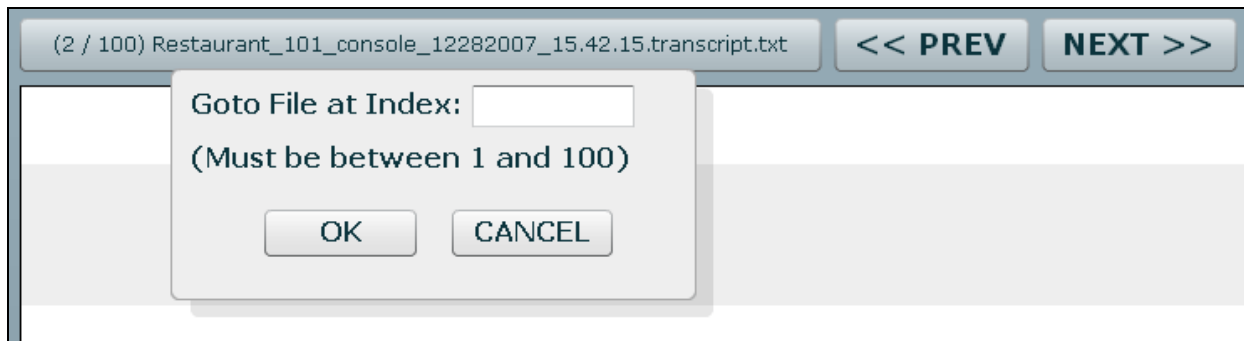 (2 / 100) Restaurant_101_console_12282007_15.42.15.transcript.txt
<< PREV
NEXT >>
Goto File at Index:
(Must be between 1 and 100)
OK
CANCEL